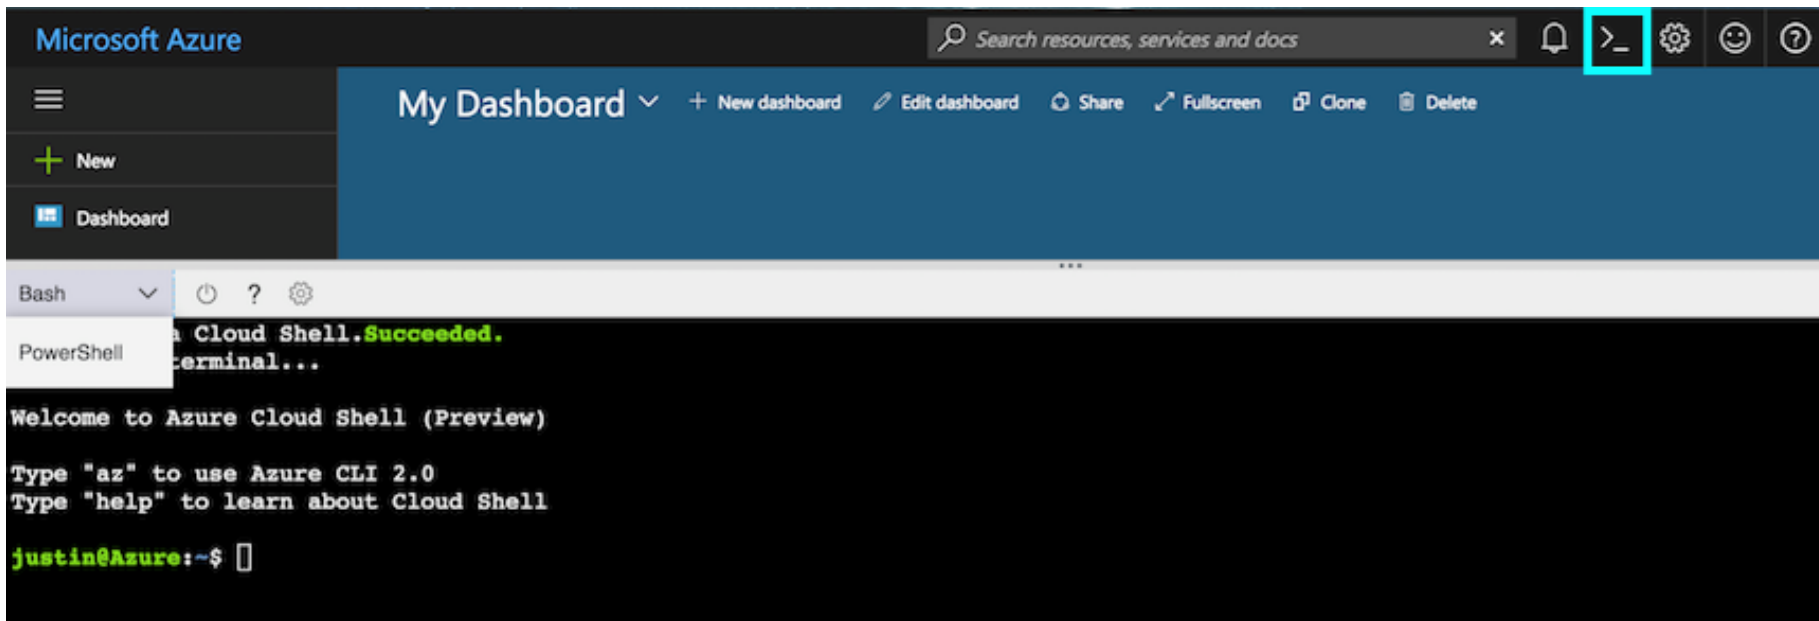 Microsoft Azure
Search resources, services and docs
My Dashboard
New dashboard
Edit dashboard
Share
Fullscreen
Clone
Delete
New
Dashboard
Bash
PowerShell
Cloud Shell.Succeeded.
erminal...
Welcome to Azure Cloud Shell (Preview)
Type "az" to use Azure CLI 2.0
Type "help" to learn about Cloud Shell
justin@Azure:~$